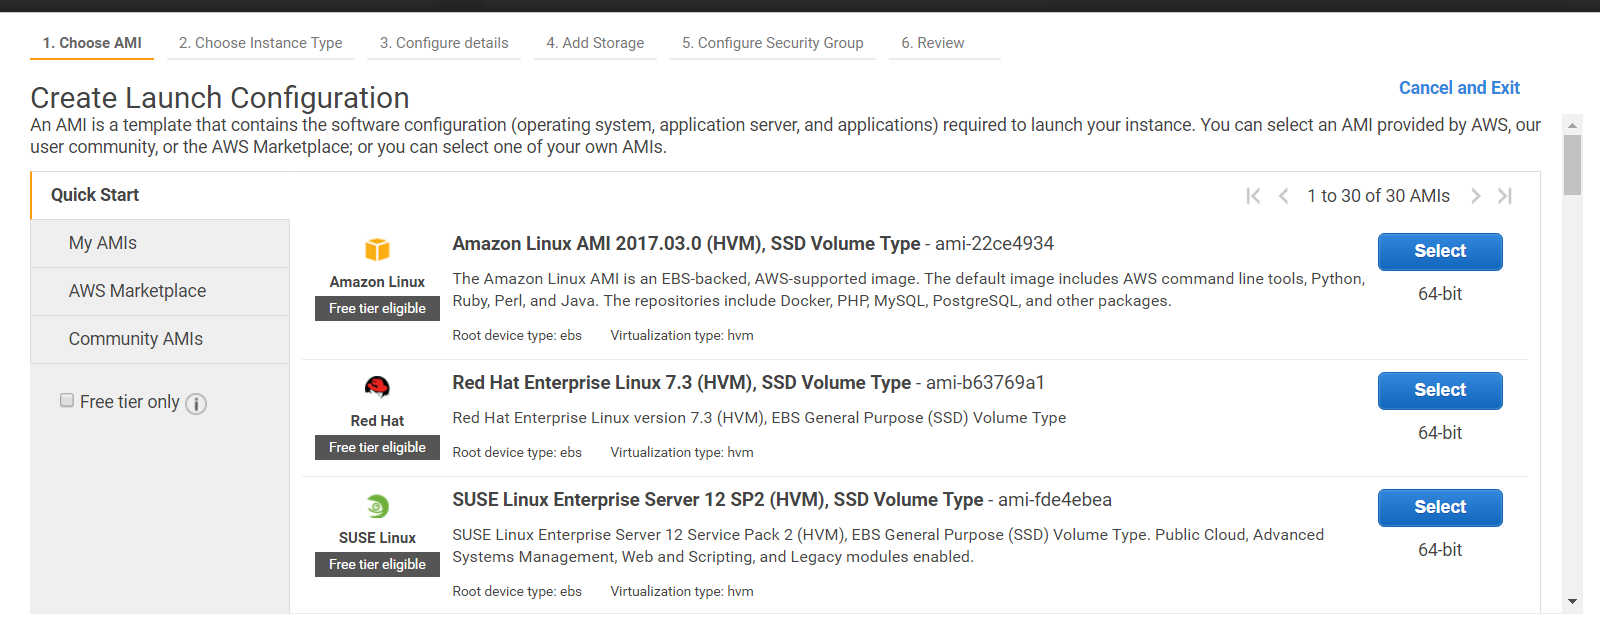 1. Choose AMI 2. Choose Instance Type 3. Configure details 4. Add Storage 5. Configure Security Group 6. Review
Create Launch Configuration
Cancel and Exit
An AMI is a template that contains the software configuration (operating system, application server, and applications) required to launch your instance. You can select an AMI provided by AWS, our
user community, or the AWS Marketplace; or you can select one of your own AMIs.
Quick Start
My AMIs
AWS Marketplace
Community AMIs
Free tier only
1 to 30 of 30 AMIs
Amazon Linux
Free tier eligible
Amazon Linux AMI 2017.03.0 (HVM), SSD Volume Type - ami-22ce4934
The Amazon Linux AMI is an EBS-backed, AWS-supported image. The default image includes AWS command line tools, Python,
Ruby, Perl, and Java. The repositories include Docker, PHP, MySQL, PostgreSQL, and other packages.
Root device type: ebs Virtualization type: hvm
Select
64-bit
Red Hat
Free tier eligible
Red Hat Enterprise Linux 7.3 (HVM), SSD Volume Type - ami-b63769a1
Red Hat Enterprise Linux version 7.3 (HVM), EBS General Purpose (SSD) Volume Type
Root device type: ebs Virtualization type: hvm
Select
64-bit
SUSE Linux
Free tier eligible
SUSE Linux Enterprise Server 12 SP2 (HVM), SSD Volume Type - ami-fde4ebea
SUSE Linux Enterprise Server 12 Service Pack 2 (HVM), EBS General Purpose (SSD) Volume Type. Public Cloud, Advanced
Systems Management, Web and Scripting, and Legacy modules enabled.
Root device type: ebs Virtualization type: hvm
Select
64-bit